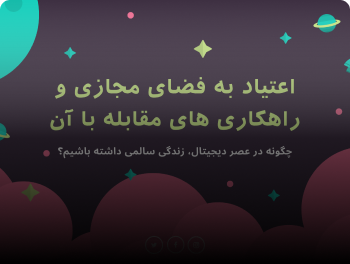 اعتیاد به فضای مجازی و
راهکاری های مقابله با آن
چگونه در عصر دیجیتال، زندگی سالمی داشته باشیم؟